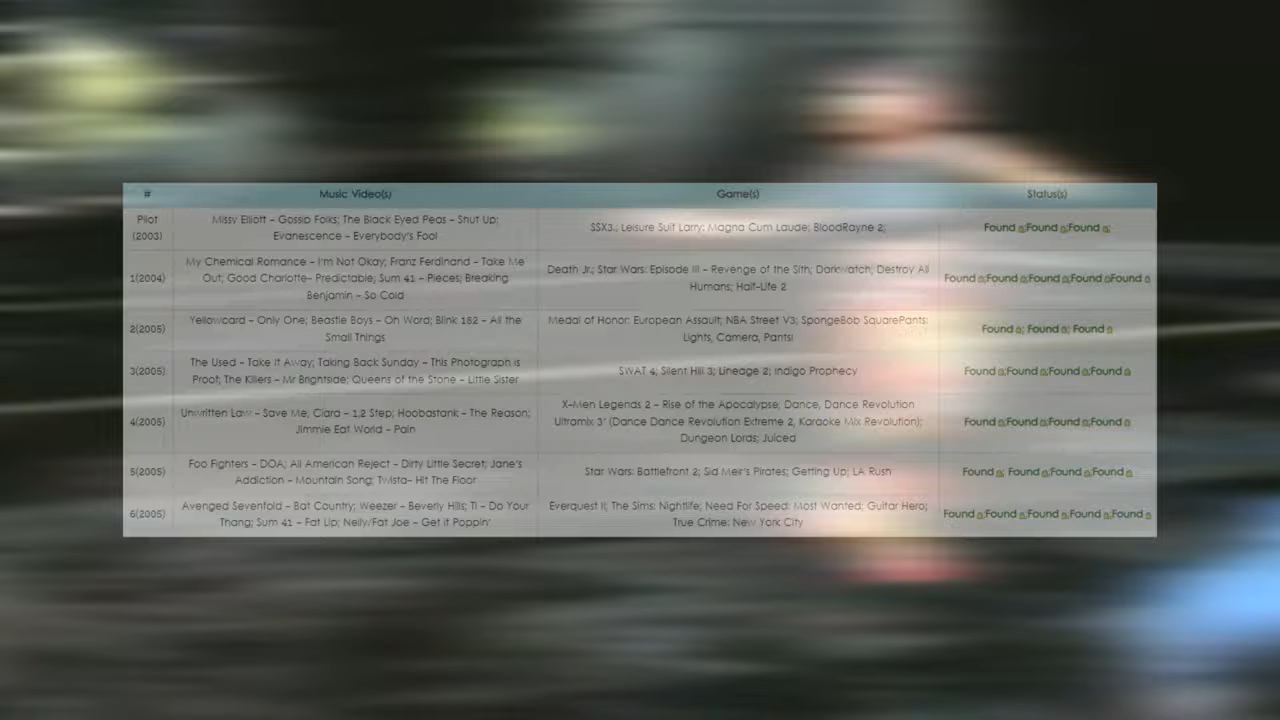 # Music Video(s) Game(s) Status(s)
Pilot (2003)
Missy Elliott - Gossip Folks; The Black Eyed Peas - Shut Up;
Evanescence - Everybody's Fool
SSX3.; Leisure Suit Larry: Magna Cum Laude; BloodRayne 2;
Found ;Found ;Found ;
1(2004)
My Chemical Romance - I'm Not Okay; Franz Ferdinand - Take Me
Out; Good Charlotte- Predictable; Sum 41 - Pieces; Breaking
Benjamin - So Cold
Death Jr.; Star Wars: Episode III - Revenge of the Sith; Darkwatch; Destroy All
Humans; Half-Life 2
Found ;Found ;Found ;Found ;Found
2(2005)
Yellowcard - Only One; Beastie Boys - Oh Word; Blink 182 - All the
Small Things
Medal of Honor: European Assault; NBA Street V3; SpongeBob SquarePants:
Lights, Camera, Pants!
Found ; Found ; Found
3(2005)
The Used - Take It Away; Taking Back Sunday - This Photograph is
Proof; The Killers - Mr Brightside; Queens of the Stone - Little Sister
SWAT 4; Silent Hill 3; Lineage 2; Indigo Prophecy
Found ;Found ;Found ;Found
4(2005)
Unwritten Law - Save Me; Ciara - 1,2 Step; Hoobastank - The Reason;
Jimmie Eat World - Pain
X-Men Legends 2 - Rise of the Apocalypse; Dance, Dance Revolution
Ultramix 3' (Dance Dance Revolution Extreme 2, Karaoke Mix Revolution);
Dungeon Lords; Juiced
Found ;Found ;Found ;Found
5(2005)
Foo Fighters - DOA; All American Reject - Dirty Little Secret; Jane's
Addiction - Mountain Song; Twista- Hit The Floor
Star Wars: Battlefront 2; Sid Meir's Pirates; Getting Up; LA Rush
Found ; Found ;Found ;Found
6(2005)
Avenged Sevenfold - Bat Country; Weezer - Beverly Hills; TI - Do Your
Thang; Sum 41 - Fat Lip; Nelly/Fat Joe - Get it Poppin'
Everquest II; The Sims: Nightlife; Need For Speed: Most Wanted; Guitar Hero;
True Crime: New York City
Found ;Found ;Found ;Found ;Found